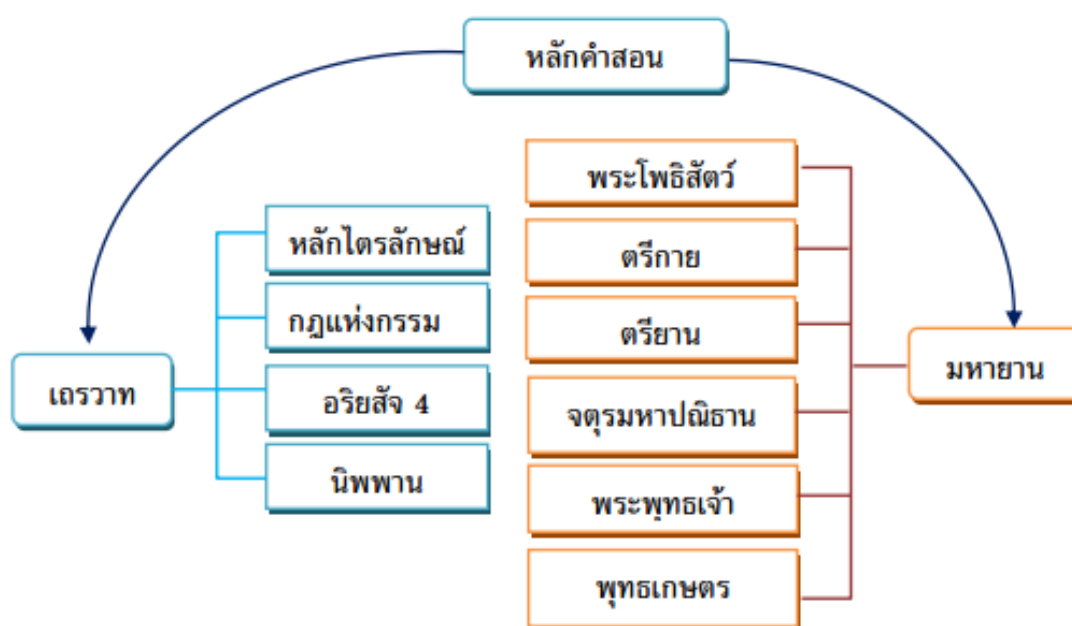 หลักคำสอน
เถรวาท
หลักไตรลักษณ์
กฎแห่งกรรม
อริยสัจ 4
นิพพาน
มหายาน
พระโพธิสัตว์
ตรีกาย
ตรียาน
จตุรมหาปณิธาน
พระพุทธเจ้า
พุทธเกษตร